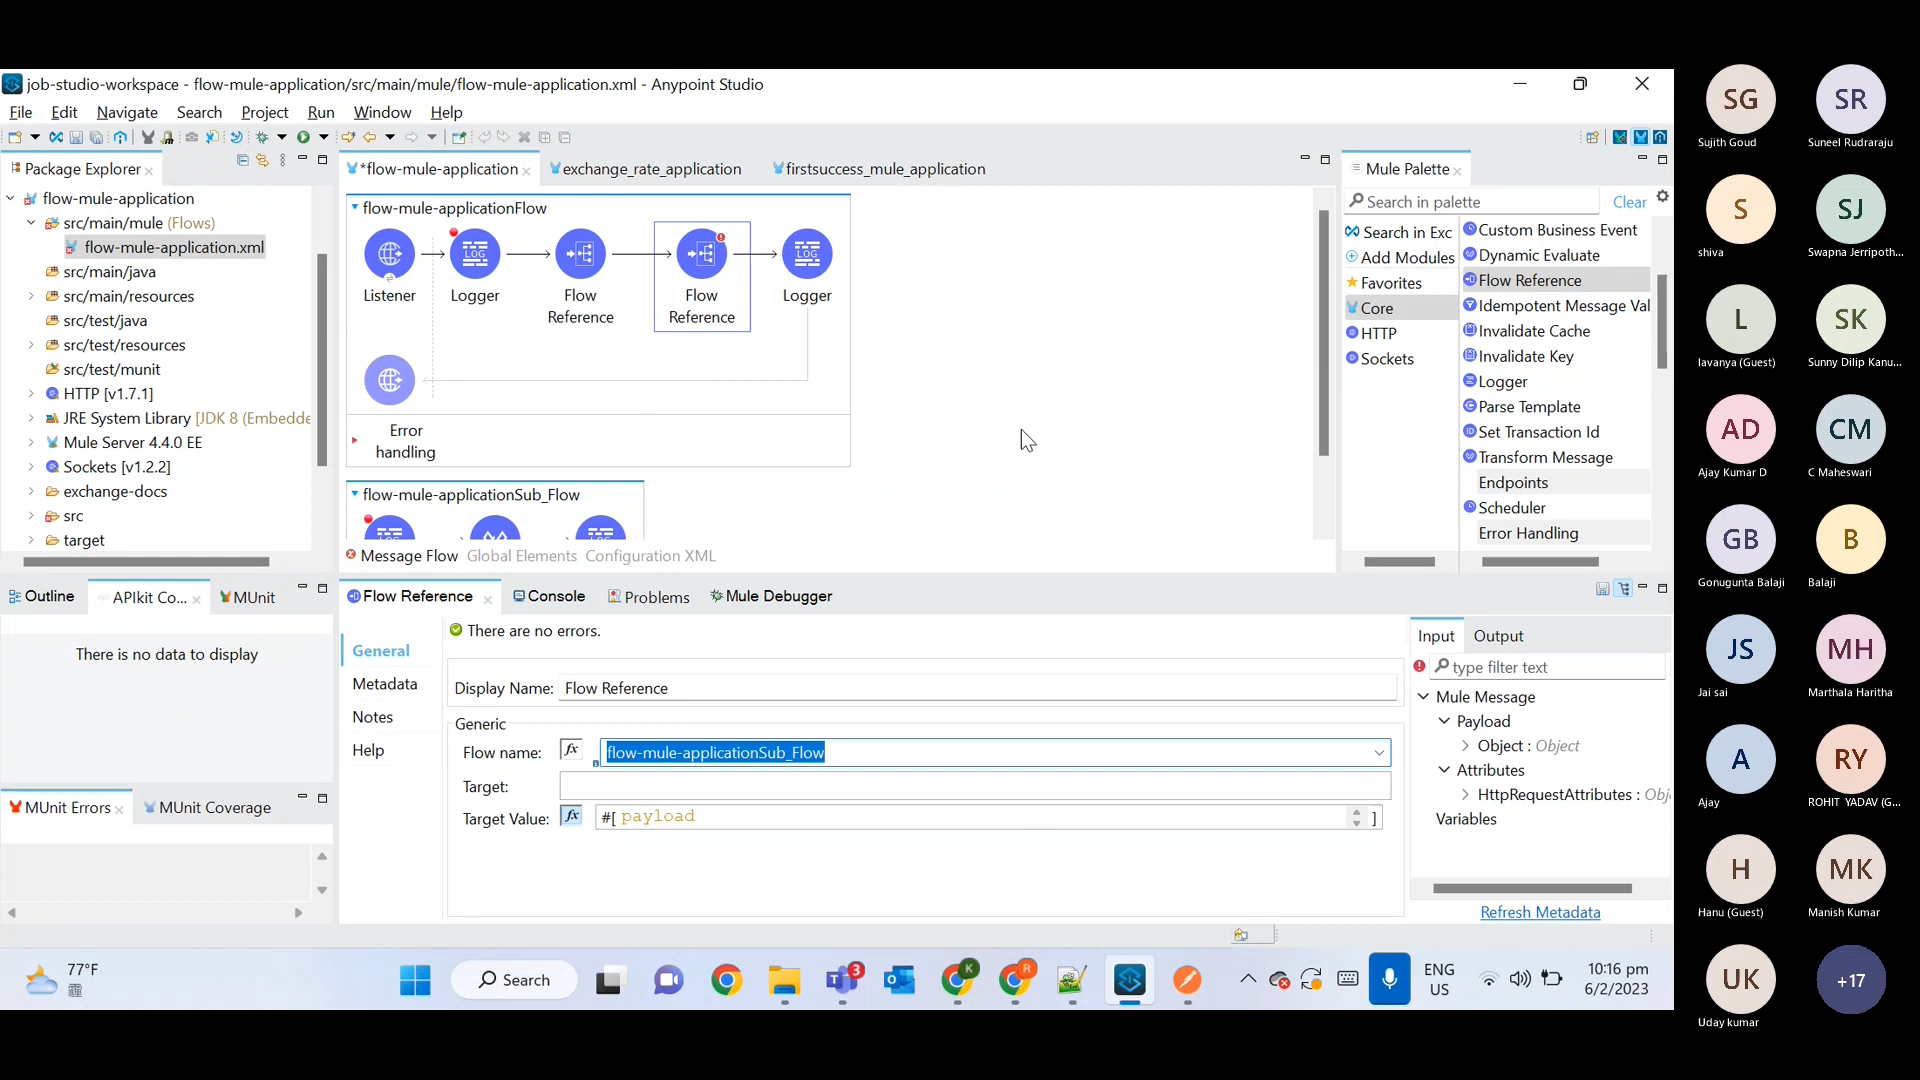 job-studio-workspace - flow-mule-application/src/main/mule/flow-mule-application.xml - Anypoint Studio
File Edit Navigate Search Project Run Window Help
Package Explorer
flow-mule-application
src/main/mule (Flows)
flow-mule-application.xml
src/main/java
src/main/resources
src/test/java
src/test/resources
src/test/munit
HTTP [v1.7.1]
JRE System Library [JDK 8 (Embedde
Mule Server 4.4.0 EE
Sockets [v1.2.2]
exchange-docs
src
target
*flow-mule-application
exchange_rate_application
firstsuccess_mule_application
flow-mule-applicationFlow
LOG
LOG
Listener
Logger
Flow
Reference
Flow
Reference
Logger
Error
handling
flow-mule-applicationSub_Flow
Message Flow Global Elements Configuration XML
Mule Palette
Search in palette
Clear
Search in Exc
Add Modules
Favorites
Core
HTTP
Sockets
Custom Business Event
Dynamic Evaluate
Flow Reference
Idempotent Message Val
Invalidate Cache
Invalidate Key
Logger
Parse Template
Set Transaction Id
Transform Message
Endpoints
Scheduler
Error Handling
Outline
APIkit Co...
MUnit
There is no data to display
MUnit Errors
MUnit Coverage
Flow Reference
Console
Problems
Mule Debugger
General
Metadata
Notes
Help
There are no errors.
Display Name: Flow Reference
Generic
Flow name: fx flow-mule-applicationSub_Flow
Target:
Target Value: fx #[ payload ]
Input
Output
type filter text
Mule Message
Payload
Object : Object
Attributes
HttpRequestAttributes : Obj
Variables
Refresh Metadata
77°F
Search
3
K
R
ENG
US
10:16 pm
6/2/2023
SG
Sujith Goud
SR
Suneel Rudraraju
S
shiva
SJ
Swapna Jerripoth...
L
lavanya (Guest)
SK
Sunny Dilip Kanu...
AD
Ajay Kumar D
CM
C Maheswari
GB
Gonugunta Balaji
B
Balaji
JS
Jai sai
MH
Marthala Haritha
A
Ajay
RY
ROHIT YADAV (G...
H
Hanu (Guest)
MK
Manish Kumar
UK
Uday kumar
+17